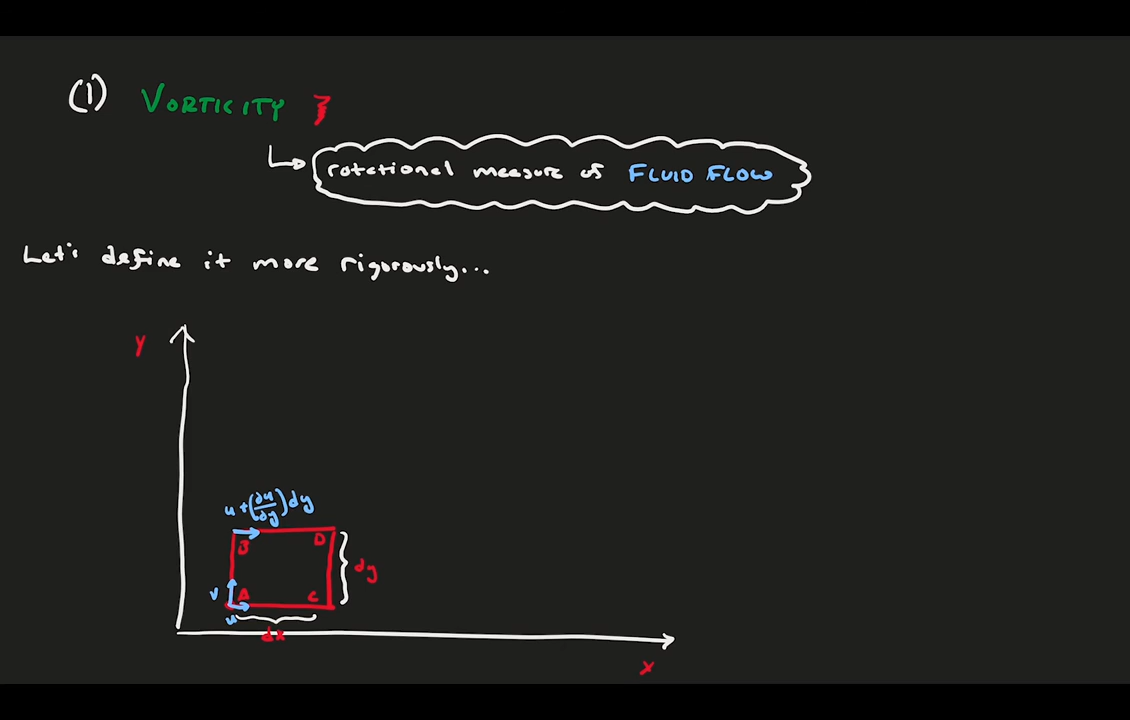 (1) VORTICITY ξ
rotational measure of FLUID FLOW
Let's define it more rigorously...
y
u + (∂u/∂y) dy
B D
dy
v A C
u
dx
x